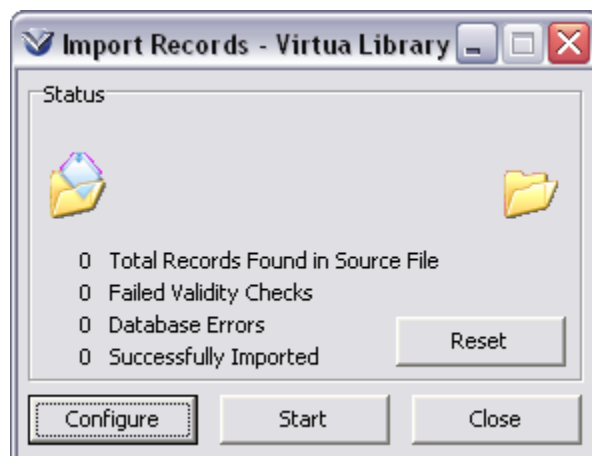 Import Records - Virtua Library
Status
0 Total Records Found in Source File
0 Failed Validity Checks
0 Database Errors
0 Successfully Imported
Reset
Configure Start Close